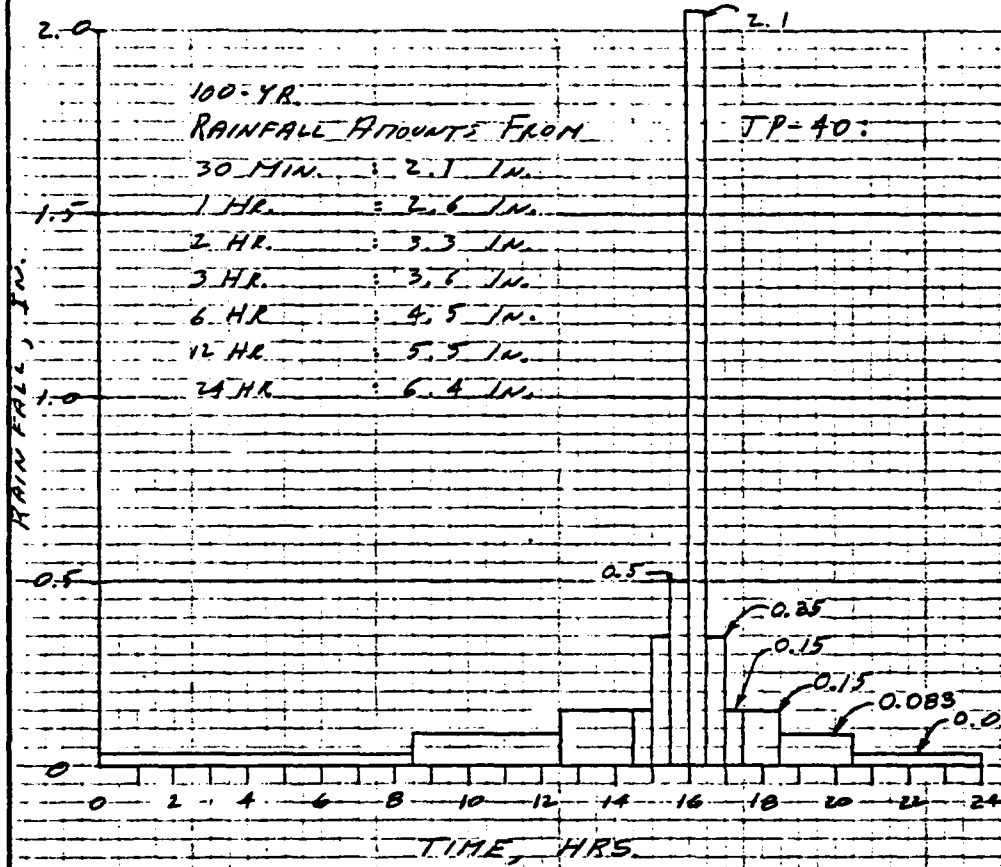 2.0
2.1
100-YR.
RAINFALL AMOUNTS FROM TP-40:
30 MIN. : 2.1 IN.
1 HR. : 2.6 IN.
1.5
2 HR. : 3.3 IN.
3 HR. : 3.6 IN.
6 HR : 4.5 IN.
12 HR : 5.5 IN.
24 HR : 6.4 IN.
1.0
RAINFALL, IN.
0.5
0.5
0.35
0.15
0.15
0.083
0.0
0
0 2 4 6 8 10 12 14 16 18 20 22 24
TIME, HRS.